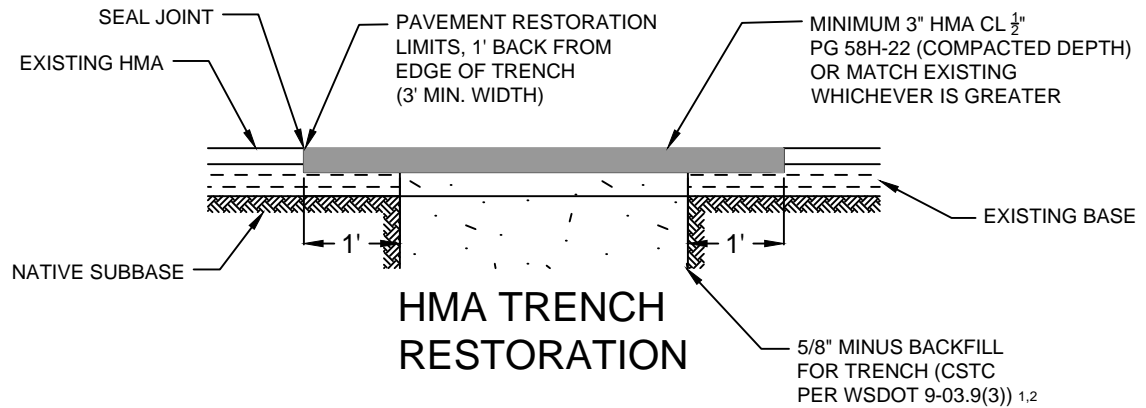 SEAL JOINT
EXISTING HMA
PAVEMENT RESTORATION
LIMITS, 1' BACK FROM
EDGE OF TRENCH
(3' MIN. WIDTH)
MINIMUM 3" HMA CL 1/2"
PG 58H-22 (COMPACTED DEPTH)
OR MATCH EXISTING
WHICHEVER IS GREATER
EXISTING BASE
1'
1'
NATIVE SUBBASE
HMA TRENCH
RESTORATION
5/8" MINUS BACKFILL
FOR TRENCH (CSTC
PER WSDOT 9-03.9(3)) 1,2